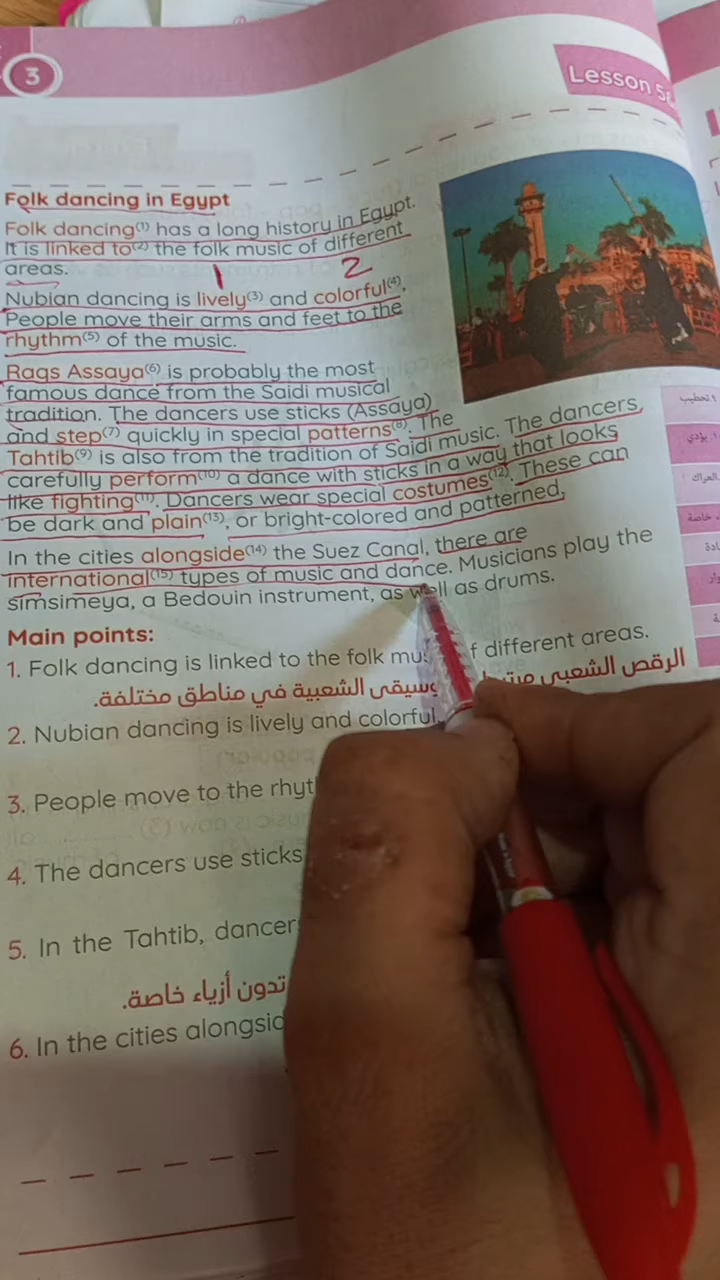 3
Lesson 5&
Folk dancing in Egypt
Folk dancing(1) has a long history in Egypt.
It is linked to(2) the folk music of different
areas.
1 2
Nubian dancing is lively(3) and colorful(4).
People move their arms and feet to the
rhythm(5) of the music.
Raqs Assaya(6) is probably the most
famous dance from the Saidi musical
tradition. The dancers use sticks (Assaya)
and step(7) quickly in special patterns(8). The
Tahtib(9) is also from the tradition of Saidi music. The dancers
carefully perform(10) a dance with sticks in a way that looks
like fighting(11). Dancers wear special costumes(12). These can
be dark and plain(13), or bright-colored and patterned.
In the cities alongside(14) the Suez Canal, there are
international(15) types of music and dance. Musicians play the
simsimeya, a Bedouin instrument, as well as drums.
Main points:
1. Folk dancing is linked to the folk mu f different areas.
الرقص الشعبي وسيقى الشعبية في مناطق مختلفة.
2. Nubian dancing is lively and colorful
3. People move to the rhyt
4. The dancers use sticks
5. In the Tahtib, dancer
تدون أزياء خاصة.
6. In the cities alongsid